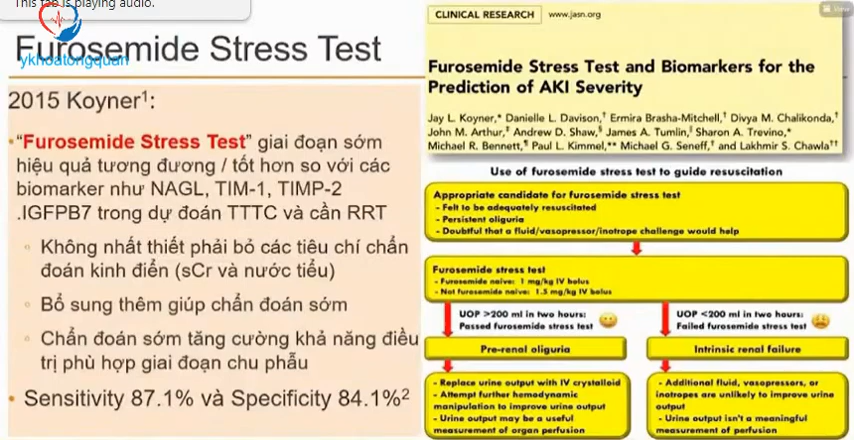 This tab is playing audio.
Furosemide Stress Test
ykhoatongquan
2015 Koyner¹:
•"Furosemide Stress Test" giai đoạn sớm
hiệu quả tương đương / tốt hơn so với các
biomarker như NAGL, TIM-1, TIMP-2
.IGFPB7 trong dự đoán TTTC và cần RRT
◦ Không nhất thiết phải bỏ các tiêu chí chẩn
đoán kinh điển (sCr và nước tiểu)
◦ Bổ sung thêm giúp chẩn đoán sớm
◦ Chẩn đoán sớm tăng cường khả năng điều
trị phù hợp giai đoạn chu phẫu
• Sensitivity 87.1% và Specificity 84.1%²
CLINICAL RESEARCH | www.jasn.org
View
Furosemide Stress Test and Biomarkers for the
Prediction of AKI Severity
Jay L. Koyner,* Danielle L. Davison,† Ermira Brasha-Mitchell,‡ Divya M. Chalikonda,†
John M. Arthur,‡ Andrew D. Shaw,§ James A. Tumlin,‖ Sharon A. Trevino,*
Michael R. Bennett,¶ Paul L. Kimmel,** Michael G. Seneff,† and Lakhmir S. Chawla††
Use of furosemide stress test to guide resuscitation
Appropriate candidate for furosemide stress test
- Felt to be adequately resuscitated
- Persistent oliguria
- Doubtful that a fluid/vasopressor/inotrope challenge would help
Furosemide stress test
- Furosemide naive: 1 mg/kg IV bolus
- Not furosemide naive: 1.5 mg/kg IV bolus
UOP >200 ml in two hours:
Passed furosemide stress test
UOP <200 ml in two hours:
Failed furosemide stress test
Pre-renal oliguria
Intrinsic renal failure
- Replace urine output with IV crystalloid
- Attempt further hemodynamic
manipulation to improve urine output
- Urine output may be a useful
measurement of organ perfusion
- Additional fluid, vasopressors, or
inotropes are unlikely to improve urine
output
- Urine output isn't a meaningful
measurement of perfusion